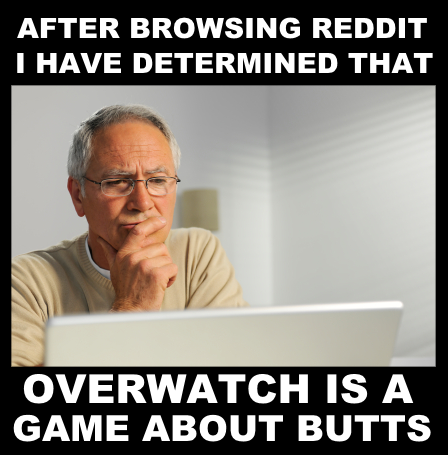 AFTER BROWSING REDDIT
I HAVE DETERMINED THAT
OVERWATCH IS A
GAME ABOUT BUTTS